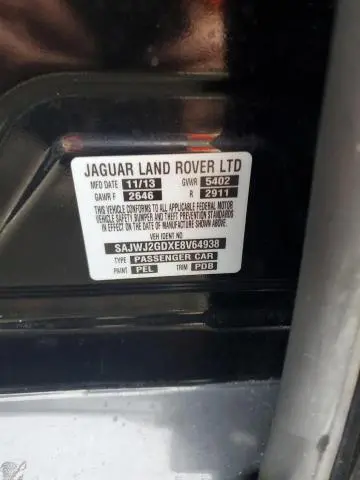 JAGUAR LAND ROVER LTD
MFD DATE 11/13 GVWR 5402
GAWR F 2646 R 2911
THIS VEHICLE CONFORMS TO ALL APPLICABLE FEDERAL MOTOR
VEHICLE SAFETY, BUMPER AND THEFT PREVENTION STANDARDS
IN EFFECT ON THE DATE OF MANUFACTURE SHOWN ABOVE
VEH IDENT NO
SAJWJ2GDXE8V64938
TYPE PASSENGER CAR
PAINT PEL TRIM PDB